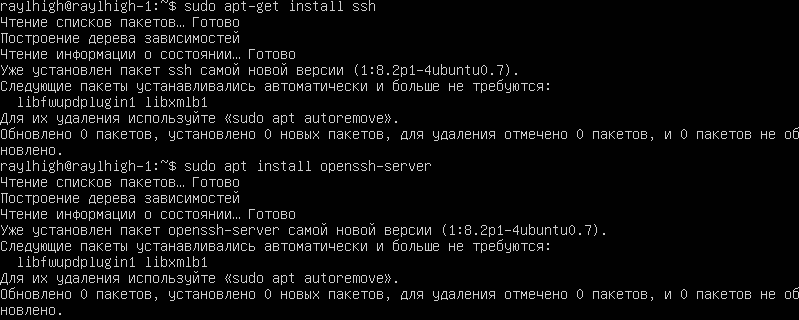 raylhigh@raylhigh-1:~$ sudo apt-get install ssh
Чтение списков пакетов… Готово
Построение дерева зависимостей
Чтение информации о состоянии… Готово
Уже установлен пакет ssh самой новой версии (1:8.2p1-4ubuntu0.7).
Следующие пакеты устанавливались автоматически и больше не требуются:
  libfwupdplugin1 libxmlb1
Для их удаления используйте «sudo apt autoremove».
Обновлено 0 пакетов, установлено 0 новых пакетов, для удаления отмечено 0 пакетов, и 0 пакетов не об
новлено.
raylhigh@raylhigh-1:~$ sudo apt install openssh-server
Чтение списков пакетов… Готово
Построение дерева зависимостей
Чтение информации о состоянии… Готово
Уже установлен пакет openssh-server самой новой версии (1:8.2p1-4ubuntu0.7).
Следующие пакеты устанавливались автоматически и больше не требуются:
  libfwupdplugin1 libxmlb1
Для их удаления используйте «sudo apt autoremove».
Обновлено 0 пакетов, установлено 0 новых пакетов, для удаления отмечено 0 пакетов, и 0 пакетов не об
новлено.